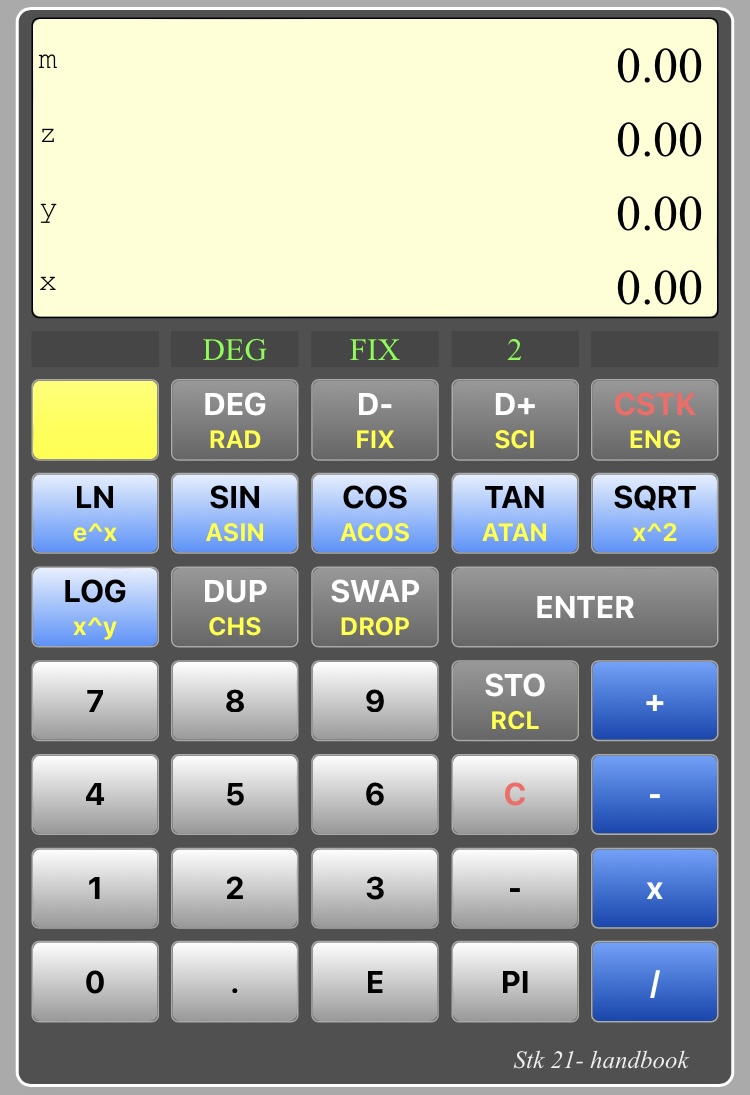 m 0.00
z 0.00
y 0.00
x 0.00
DEG FIX 2
DEG D- D+ CSTK
RAD FIX SCI ENG
LN SIN COS TAN SQRT
e^x ASIN ACOS ATAN x^2
LOG DUP SWAP ENTER
x^y CHS DROP
7 8 9 STO +
RCL
4 5 6 C -
1 2 3 - x
0 . E PI /
Stk 21- handbook